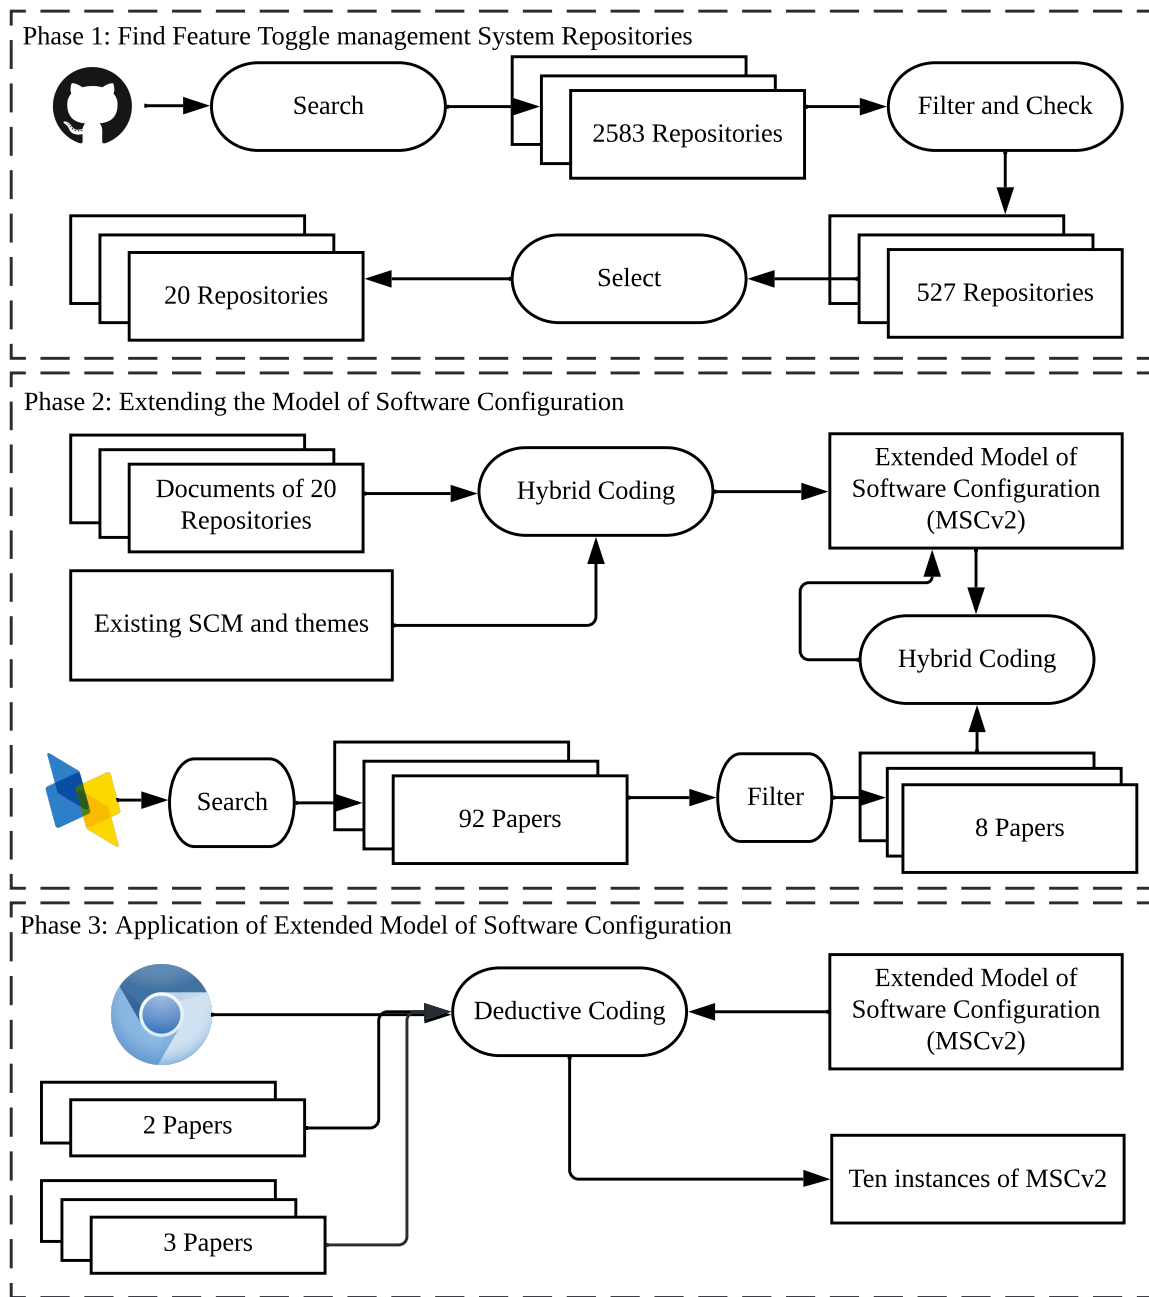 Phase 1: Find Feature Toggle management System Repositories
Search
2583 Repositories
Filter and Check
20 Repositories
Select
527 Repositories
Phase 2: Extending the Model of Software Configuration
Documents of 20
Repositories
Hybrid Coding
Extended Model of
Software Configuration
(MSCv2)
Existing SCM and themes
Hybrid Coding
Search
92 Papers
Filter
8 Papers
Phase 3: Application of Extended Model of Software Configuration
Deductive Coding
Extended Model of
Software Configuration
(MSCv2)
2 Papers
Ten instances of MSCv2
3 Papers